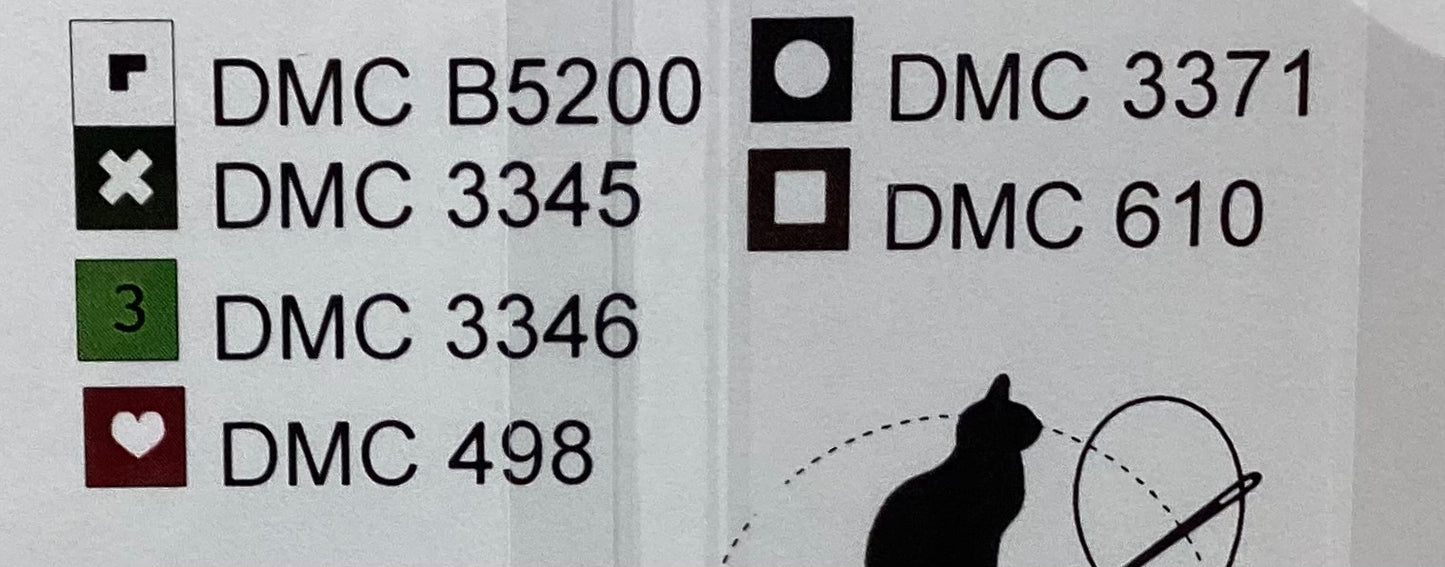 DMC B5200
DMC 3345
3 DMC 3346
DMC 498
DMC 3371
DMC 610